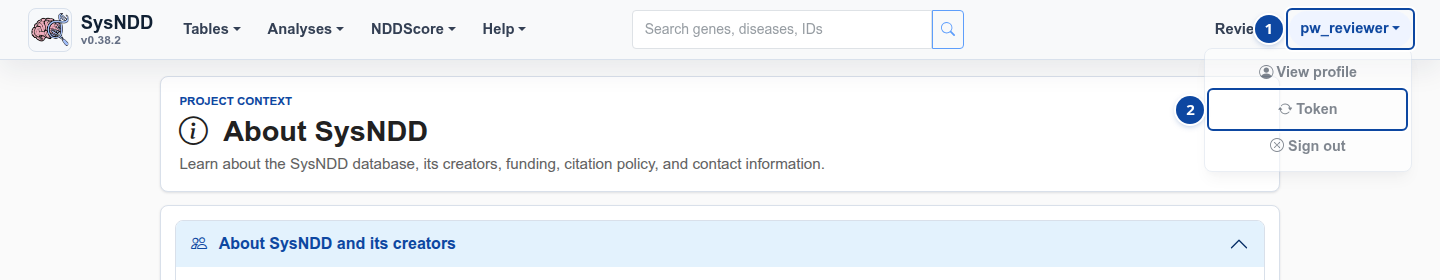 SysNDD
v0.38.2
Tables
Analyses
NDDScore
Help
Search genes, diseases, IDs
1
pw_reviewer
View profile
2
Token
Sign out
PROJECT CONTEXT
About SysNDD
Learn about the SysNDD database, its creators, funding, citation policy, and contact information.
About SysNDD and its creators